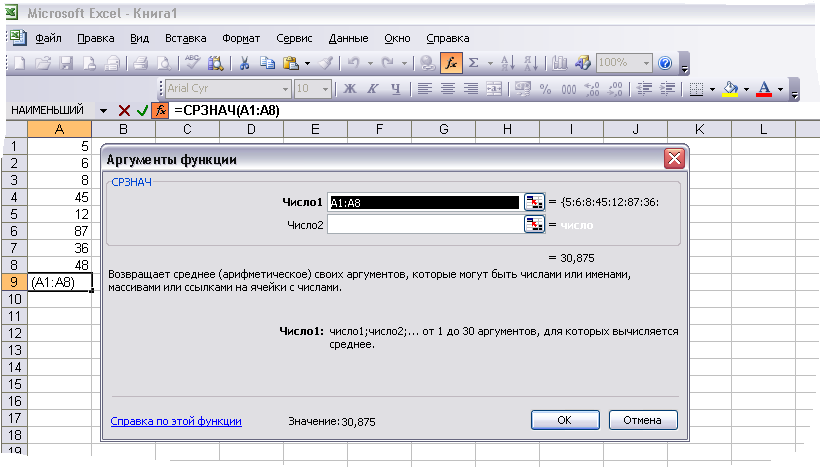 Microsoft Excel - Книга1
Файл Правка Вид Вставка Формат Сервис Данные Окно Справка
100%
Arial Cyr 10 Ж К Ч % 000
НАИМЕНЬШИЙ =СРЗНАЧ(A1:A8)
A B C D E F G H I J K L
1 5
2 6
3 8
4 45
5 12
6 87
7 36
8 48
9 (A1:A8)
10
11
12
13
14
15
16
17
18
19
Аргументы функции
СРЗНАЧ
Число1 A1:A8 = {5:6:8:45:12:87:36:
Число2 = число
= 30,875
Возвращает среднее (арифметическое) своих аргументов, которые могут быть числами или именами,
массивами или ссылками на ячейки с числами.
Число1: число1;число2;... от 1 до 30 аргументов, для которых вычисляется
среднее.
Справка по этой функции Значение:30,875 ОК Отмена